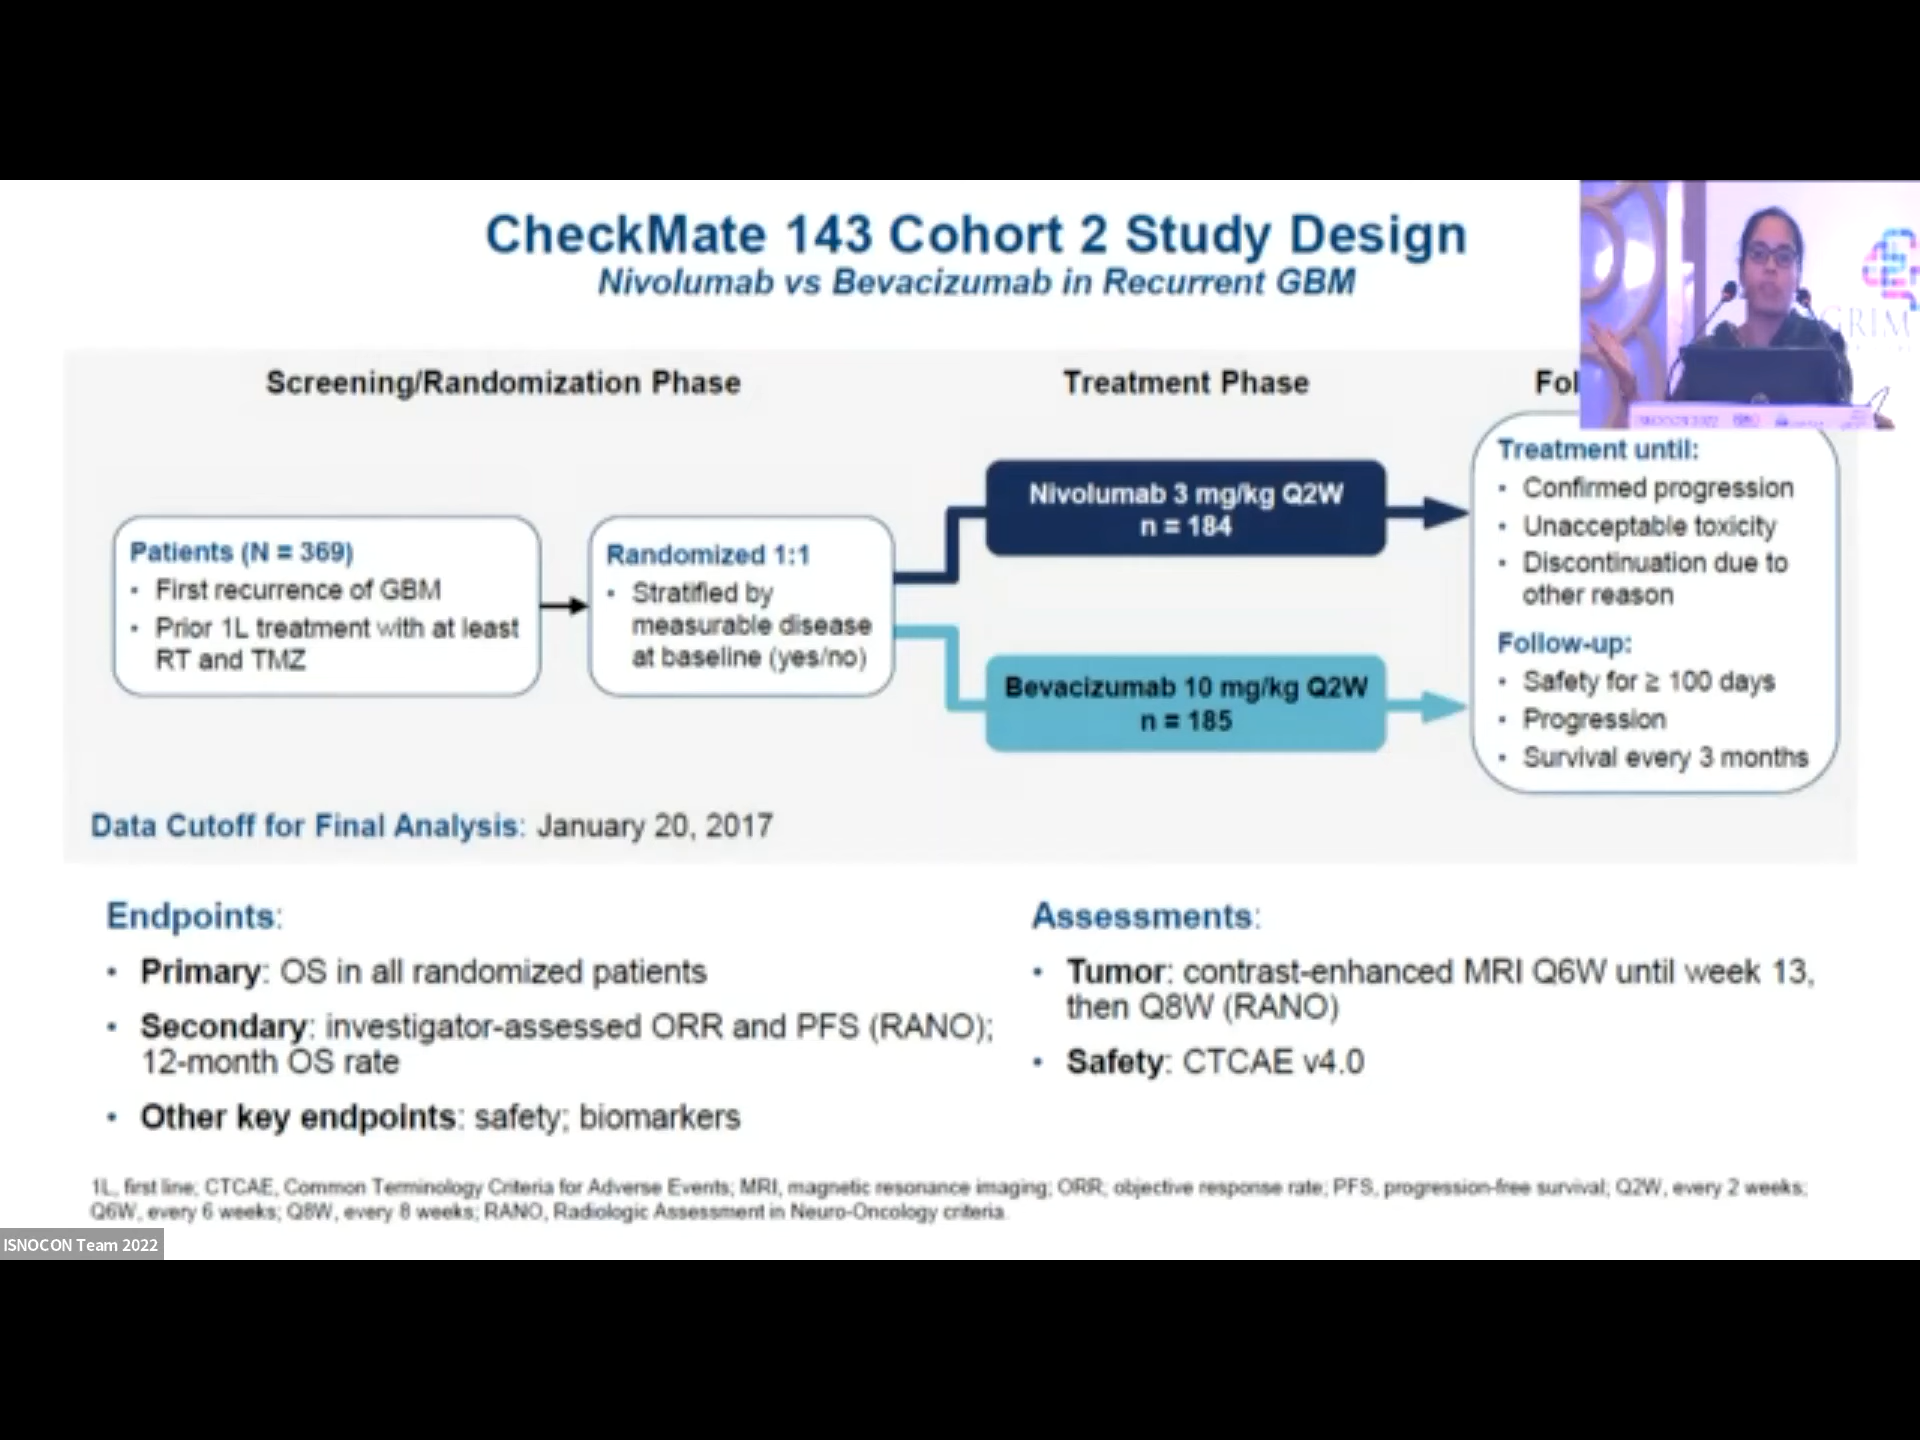 CheckMate 143 Cohort 2 Study Design
Nivolumab vs Bevacizumab in Recurrent GBM
Screening/Randomization Phase
Treatment Phase
Fol
Patients (N = 369)
• First recurrence of GBM
• Prior 1L treatment with at least
RT and TMZ
Randomized 1:1
• Stratified by
measurable disease
at baseline (yes/no)
Nivolumab 3 mg/kg Q2W
n = 184
Bevacizumab 10 mg/kg Q2W
n = 185
Treatment until:
• Confirmed progression
• Unacceptable toxicity
• Discontinuation due to
other reason
Follow-up:
• Safety for ≥ 100 days
• Progression
• Survival every 3 months
Data Cutoff for Final Analysis: January 20, 2017
Endpoints:
• Primary: OS in all randomized patients
• Secondary: investigator-assessed ORR and PFS (RANO);
12-month OS rate
• Other key endpoints: safety; biomarkers
Assessments:
• Tumor: contrast-enhanced MRI Q6W until week 13,
then Q8W (RANO)
• Safety: CTCAE v4.0
1L, first line; CTCAE, Common Terminology Criteria for Adverse Events; MRI, magnetic resonance imaging; ORR, objective response rate; PFS, progression-free survival; Q2W, every 2 weeks;
Q6W, every 6 weeks; Q8W, every 8 weeks; RANO, Radiologic Assessment in Neuro-Oncology criteria.
GRIM
ISNOCON 2022
ISNOCON Team 2022